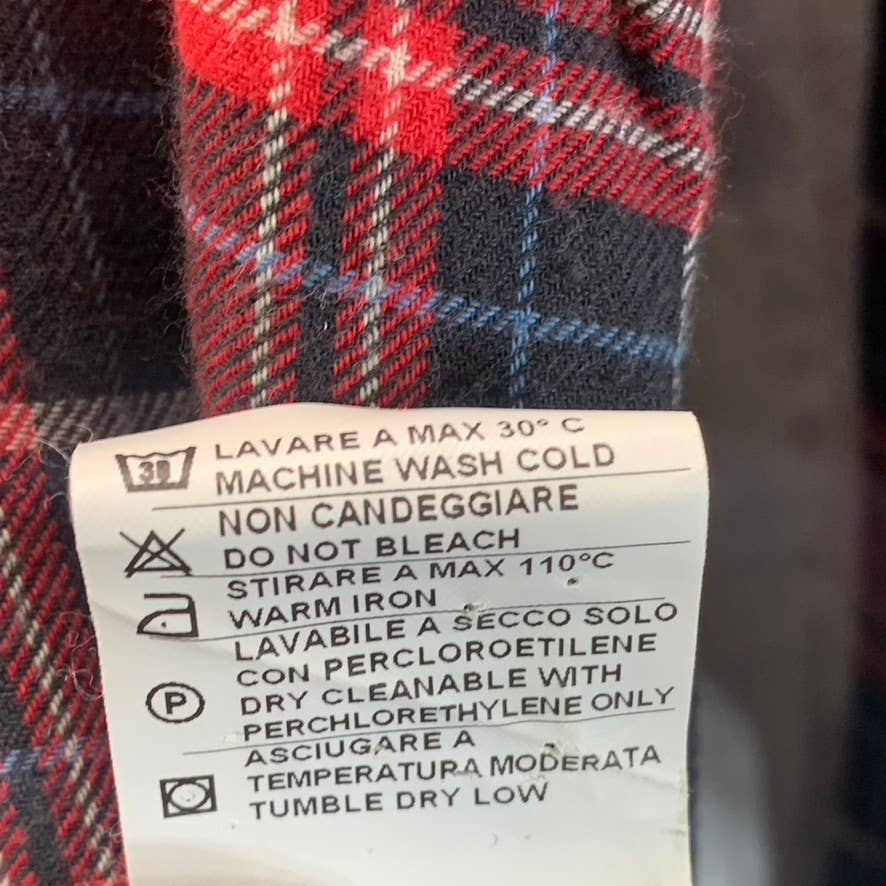 30 LAVARE A MAX 30° C
MACHINE WASH COLD
NON CANDEGGIARE
DO NOT BLEACH
STIRARE A MAX 110°C
WARM IRON
LAVABILE A SECCO SOLO
CON PERCLOROETILENE
P DRY CLEANABLE WITH
PERCHLORETHYLENE ONLY
ASCIUGARE A
TEMPERATURA MODERATA
TUMBLE DRY LOW